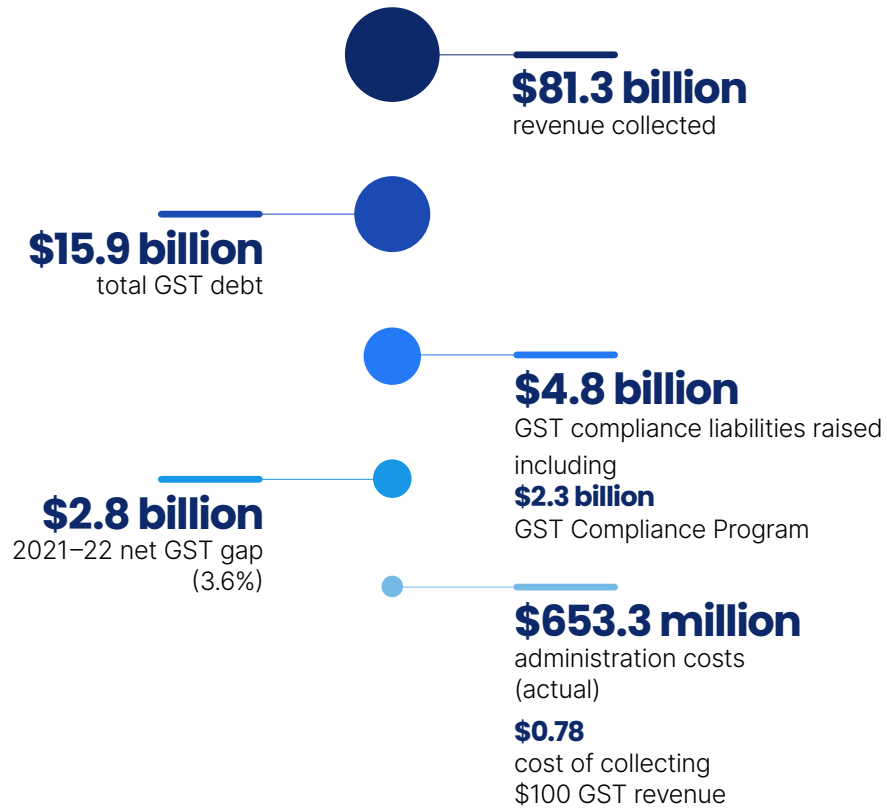 $81.3 billion
revenue collected
$15.9 billion
total GST debt
$4.8 billion
GST compliance liabilities raised
including
$2.3 billion
GST Compliance Program
$2.8 billion
2021–22 net GST gap
(3.6%)
$653.3 million
administration costs
(actual)
$0.78
cost of collecting
$100 GST revenue